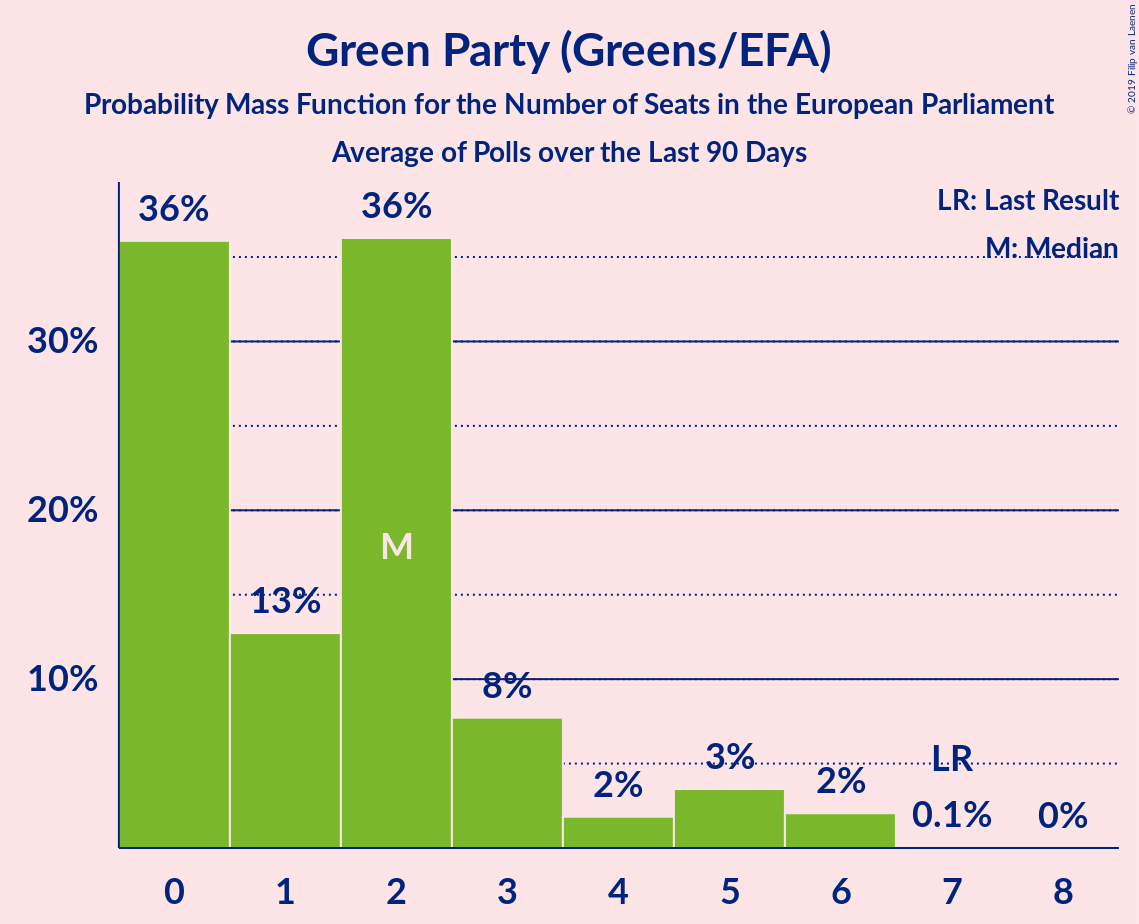 Green Party (Greens/EFA)
Probability Mass Function for the Number of Seats in the European Parliament
Average of Polls over the Last 90 Days
© 2019 Filip van Laenen
LR: Last Result
M: Median
36%
13%
36%
8%
2%
3%
2%
0.1%
0%
LR
M
30%
20%
10%
0 1 2 3 4 5 6 7 8